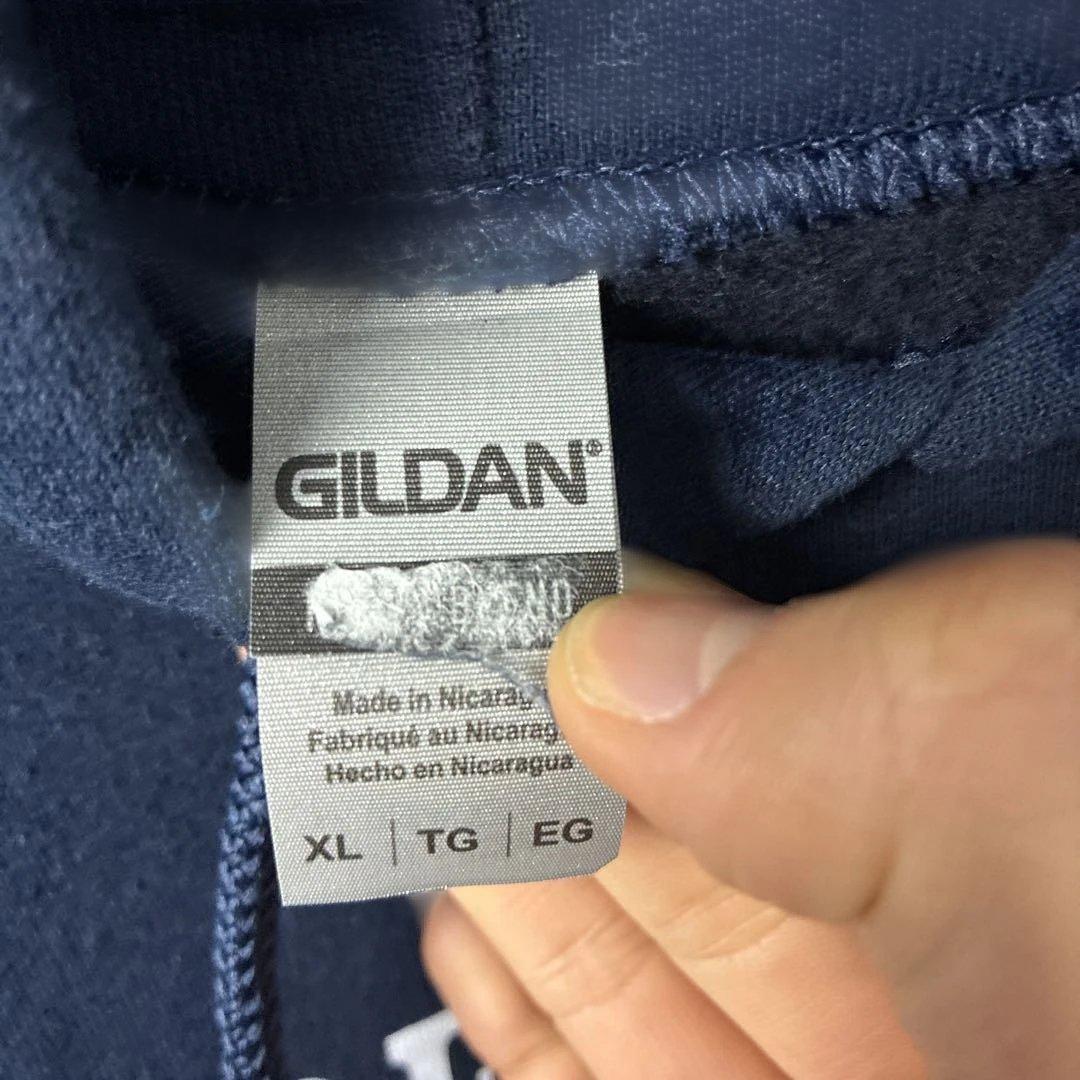 GILDAN®
Made in Nicarag
Fabriqué au Nicarag
Hecho en Nicaragua
XL | TG | EG